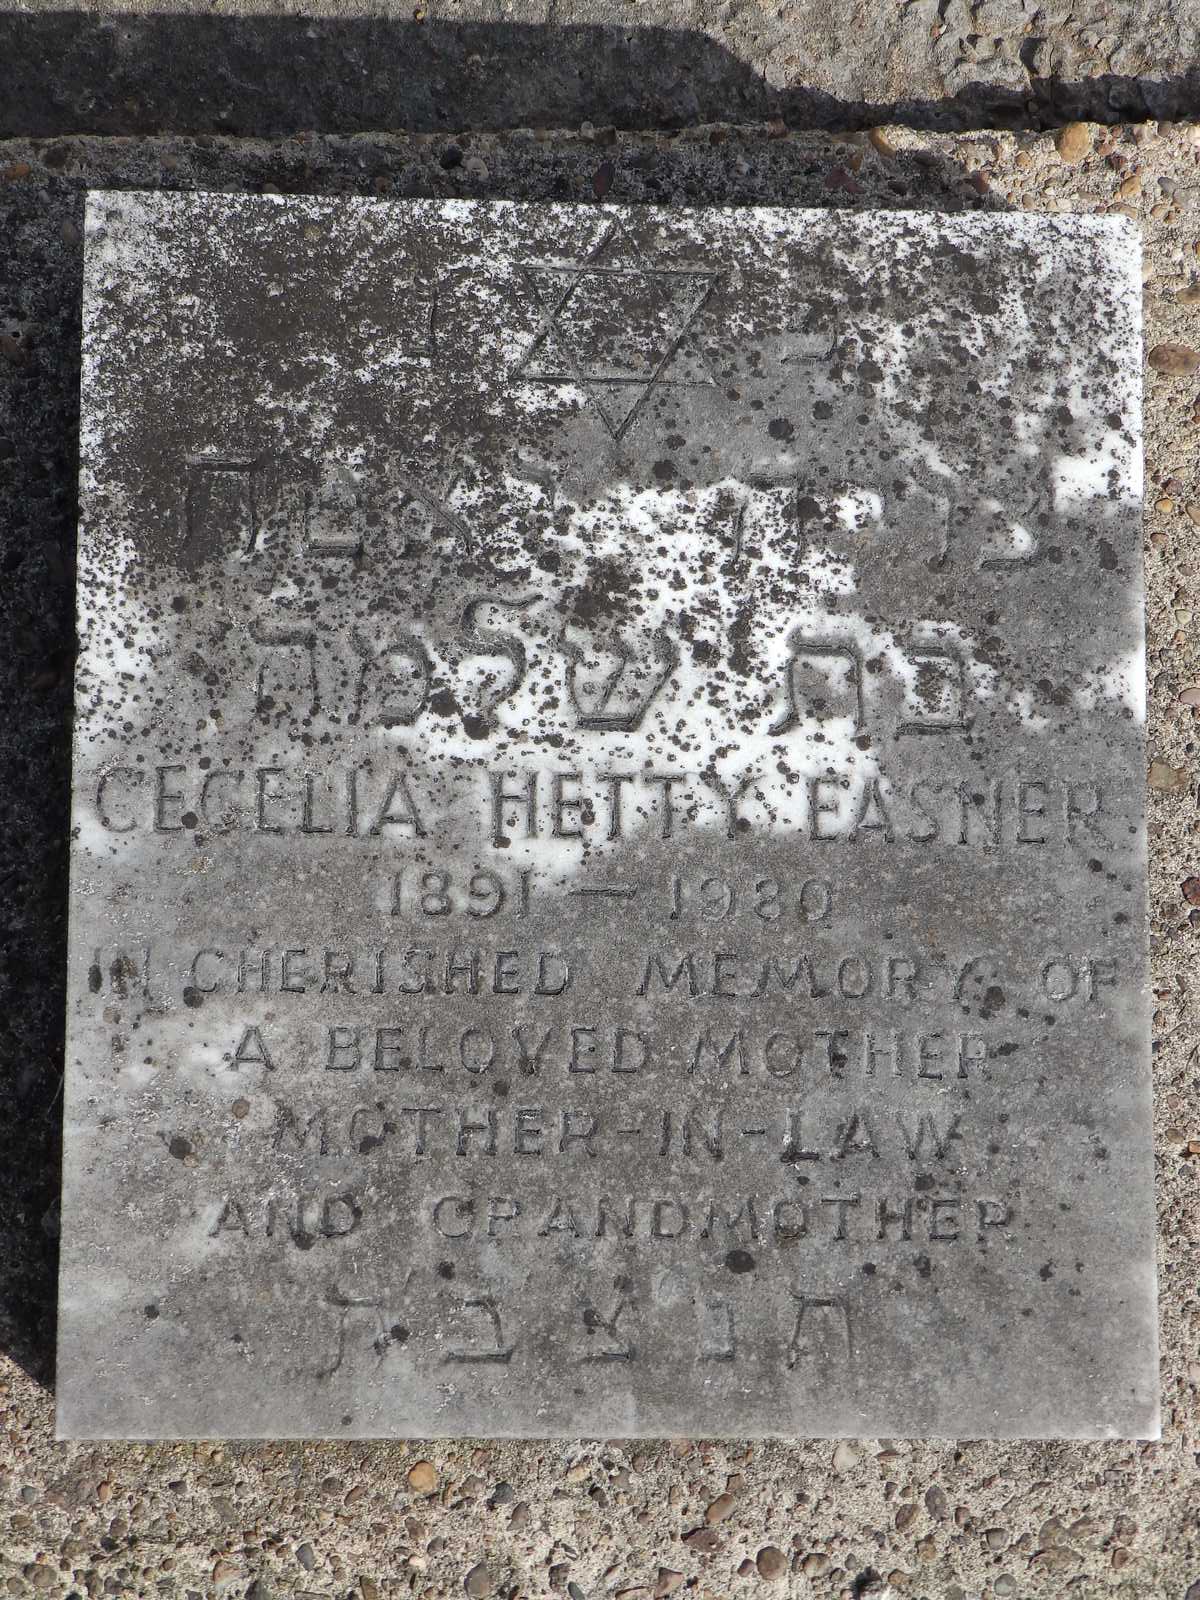 פ נ
בת שלמה
CECELIA HETTY EASNER
1891 — 1980
IN CHERISHED MEMORY OF
A BELOVED MOTHER
MOTHER-IN-LAW
AND GRANDMOTHER
ת נ צ ב ת